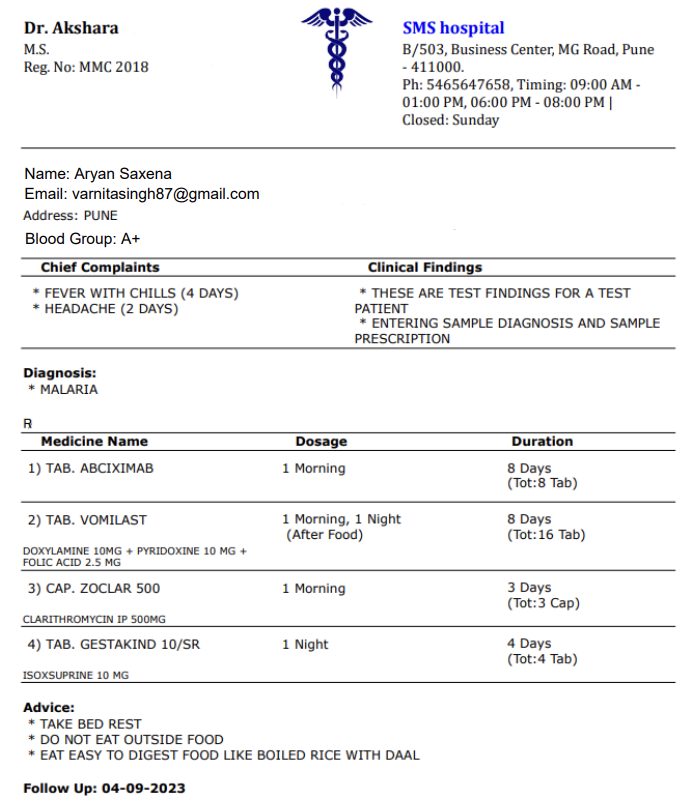 Dr. Akshara
M.S.
Reg. No: MMC 2018
SMS hospital
B/503, Business Center, MG Road, Pune
- 411000.
Ph: 5465647658, Timing: 09:00 AM -
01:00 PM, 06:00 PM - 08:00 PM |
Closed: Sunday
Name: Aryan Saxena
Email: varnitasingh87@gmail.com
Address: PUNE
Blood Group: A+
Chief Complaints Clinical Findings
* FEVER WITH CHILLS (4 DAYS)
* HEADACHE (2 DAYS)
* THESE ARE TEST FINDINGS FOR A TEST
PATIENT
* ENTERING SAMPLE DIAGNOSIS AND SAMPLE
PRESCRIPTION
Diagnosis:
* MALARIA
℞
Medicine Name Dosage Duration
1) TAB. ABCIXIMAB 1 Morning 8 Days
(Tot:8 Tab)
2) TAB. VOMILAST 1 Morning, 1 Night 8 Days
(After Food) (Tot:16 Tab)
DOXYLAMINE 10MG + PYRIDOXINE 10 MG +
FOLIC ACID 2.5 MG
3) CAP. ZOCLAR 500 1 Morning 3 Days
(Tot:3 Cap)
CLARITHROMYCIN IP 500MG
4) TAB. GESTAKIND 10/SR 1 Night 4 Days
(Tot:4 Tab)
ISOXSUPRINE 10 MG
Advice:
* TAKE BED REST
* DO NOT EAT OUTSIDE FOOD
* EAT EASY TO DIGEST FOOD LIKE BOILED RICE WITH DAAL
Follow Up: 04-09-2023